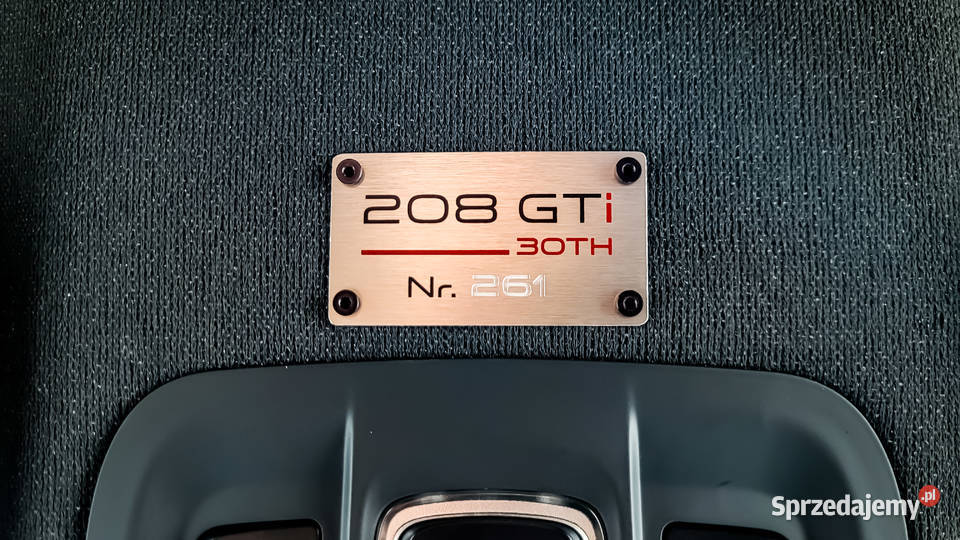 208 GTi
30TH
Nr. 261
Sprzedajemy.pl